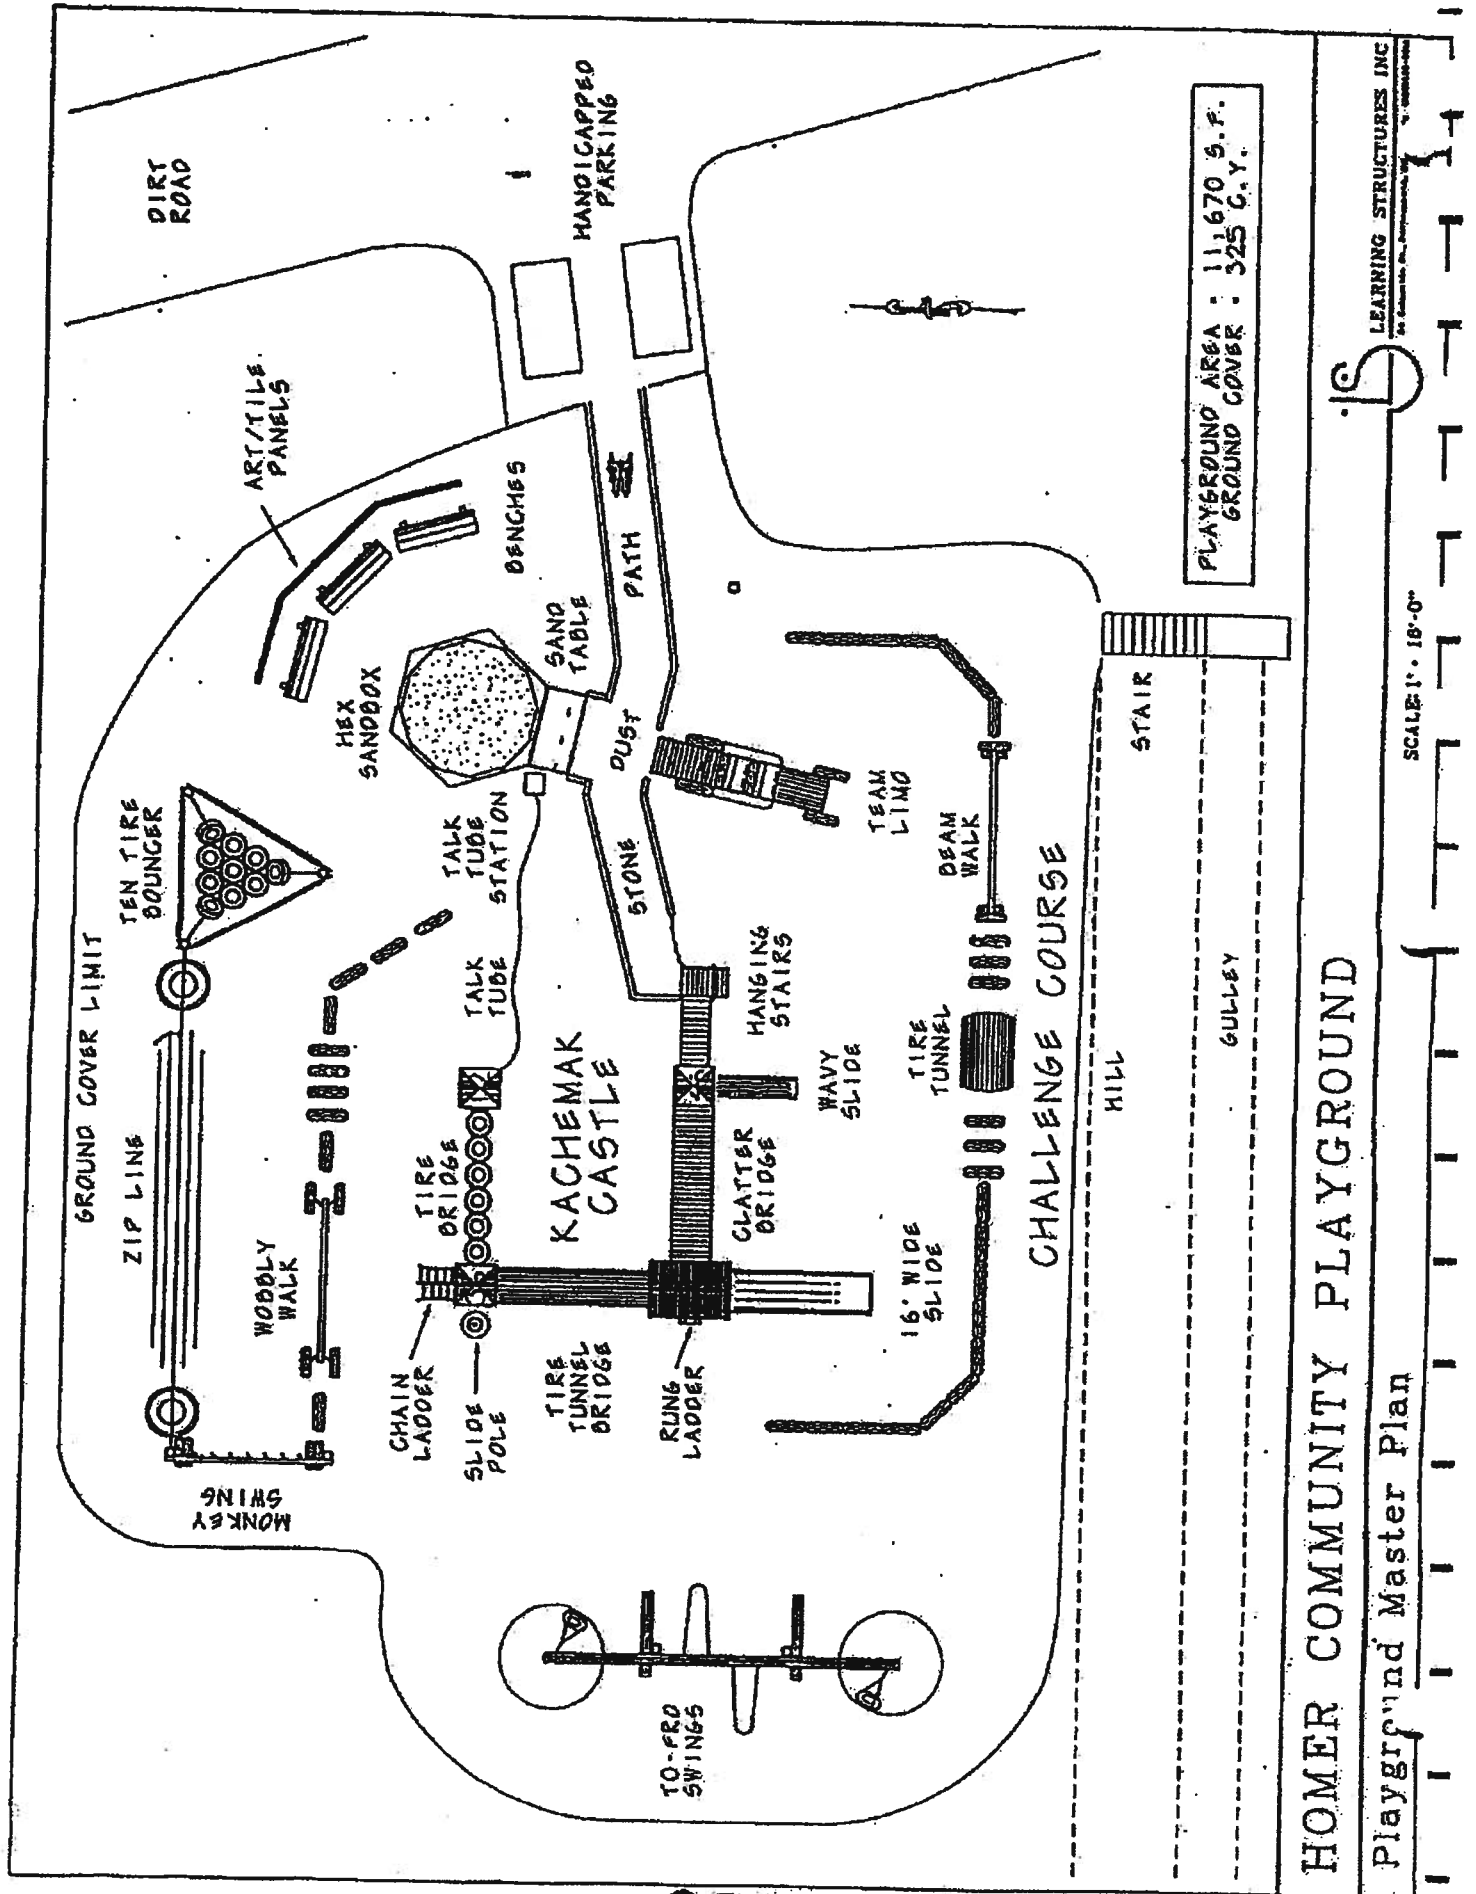 DIRT
ROAD
HANDICAPPED
PARKING
ART/TILE
PANELS
BENCHES
GROUND COVER LIMIT
TEN TIRE
BOUNCER
HEX
SANDBOX
SAND
TABLE
PATH
DUST
STONE
TALK
TUBE
STATION
TALK
TUBE
ZIP LINE
WOBBLY
WALK
MONKEY
SWING
TIRE
BRIDGE
KACHEMAK
CASTLE
CHAIN
LADDER
SLIDE
POLE
TIRE
TUNNEL
BRIDGE
RUNG
LADDER
CLATTER
BRIDGE
HANGING
STAIRS
WAVY
SLIDE
16' WIDE
SLIDE
TEAM
LIMO
BEAM
WALK
TIRE
TUNNEL
CHALLENGE COURSE
TO-FRO
SWINGS
STAIR
HILL
GULLEY
PLAYGROUND AREA : 11,670 S.F.
GROUND COVER : 325 C.Y.
HOMER COMMUNITY PLAYGROUND
Playground Master Plan
SCALE: 1" = 16'-0"
LEARNING STRUCTURES INC